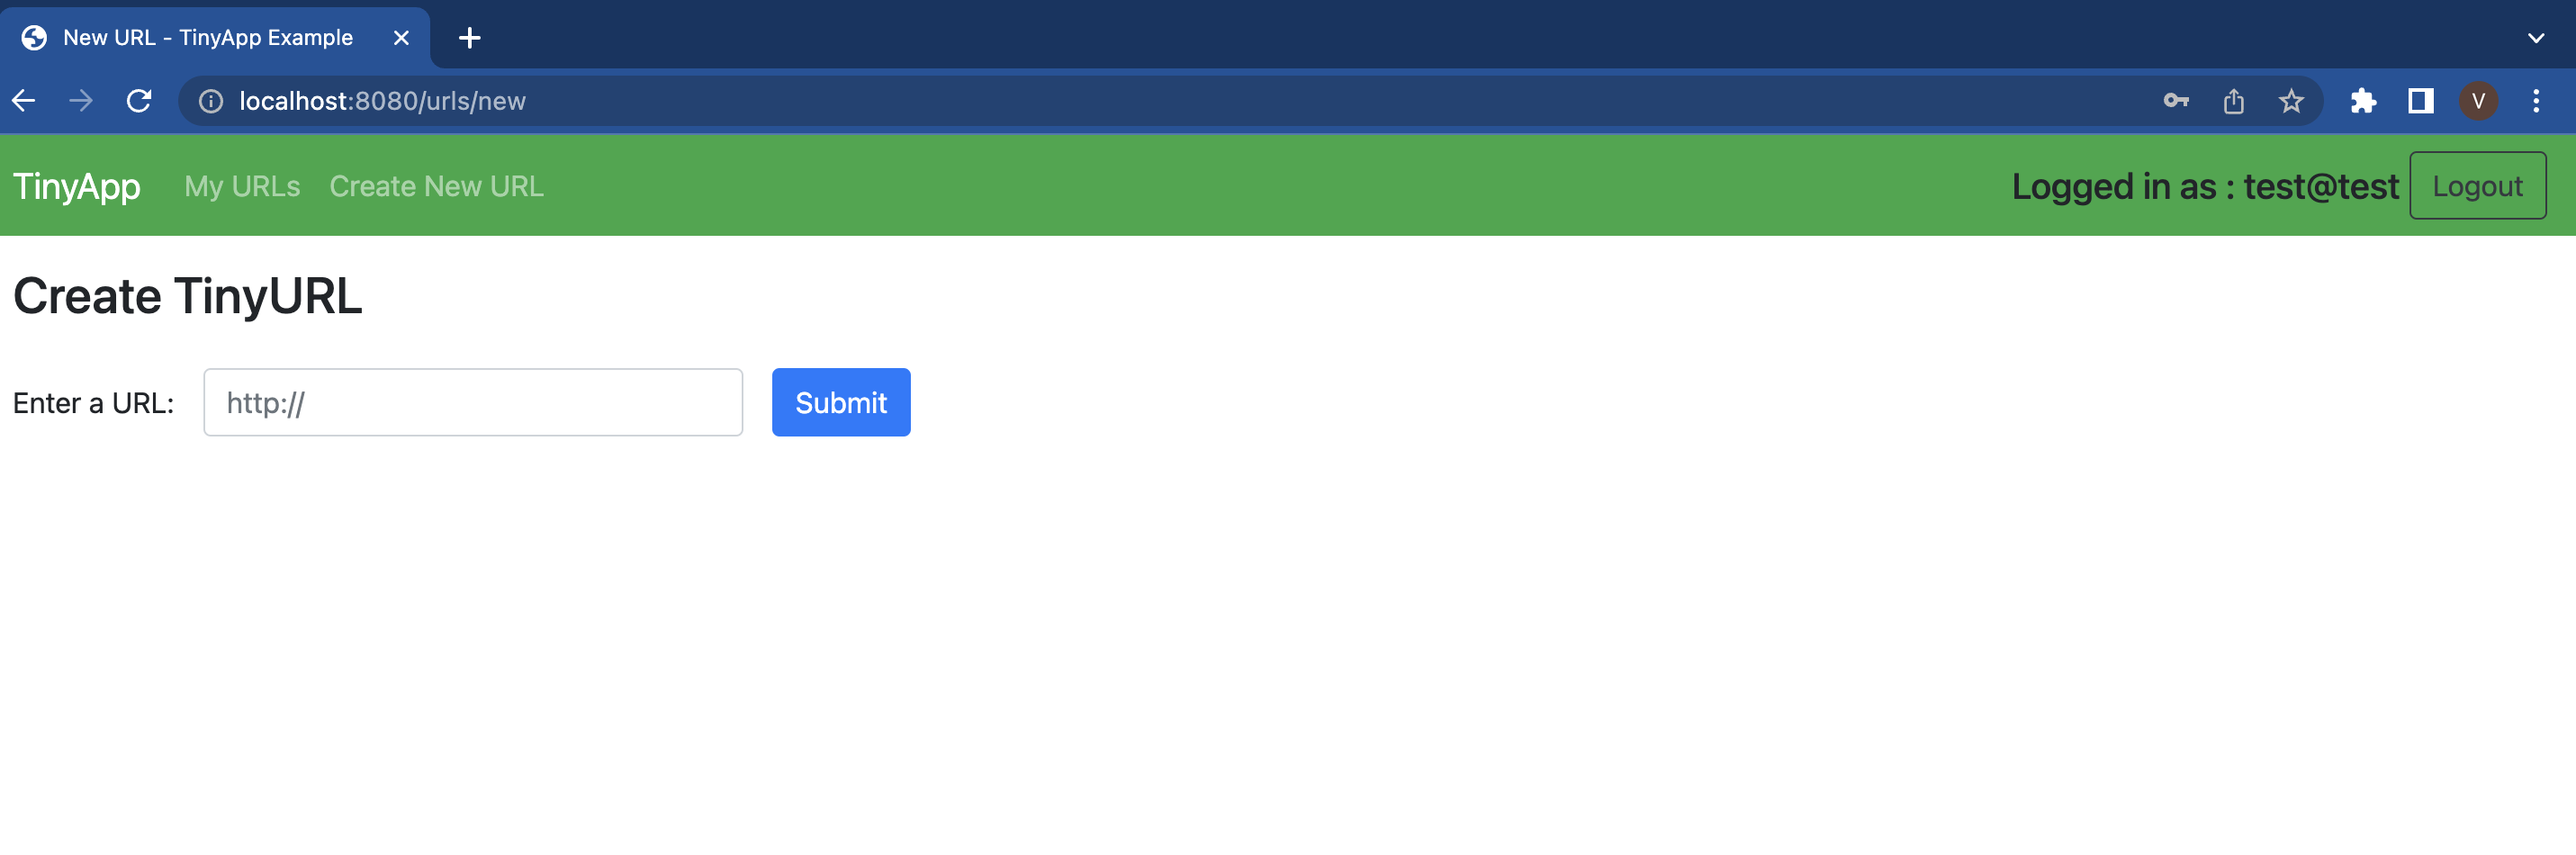 New URL - TinyApp Example
localhost:8080/urls/new
V
TinyApp My URLs Create New URL Logged in as : test@test Logout
Create TinyURL
Enter a URL: http:// Submit